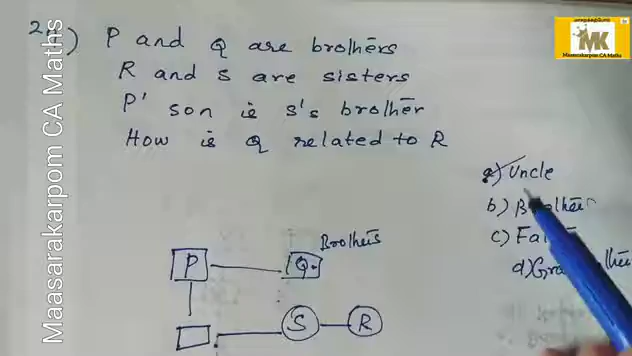 22)
P and Q are brothers
R and S are sisters
P' son is S's brother
How is Q related to R
a) Uncle
b)
c)
d)
Brothers
P
Q.
S
R
MK
Maasarakarpom CA Maths
Maasarakarpom CA Maths